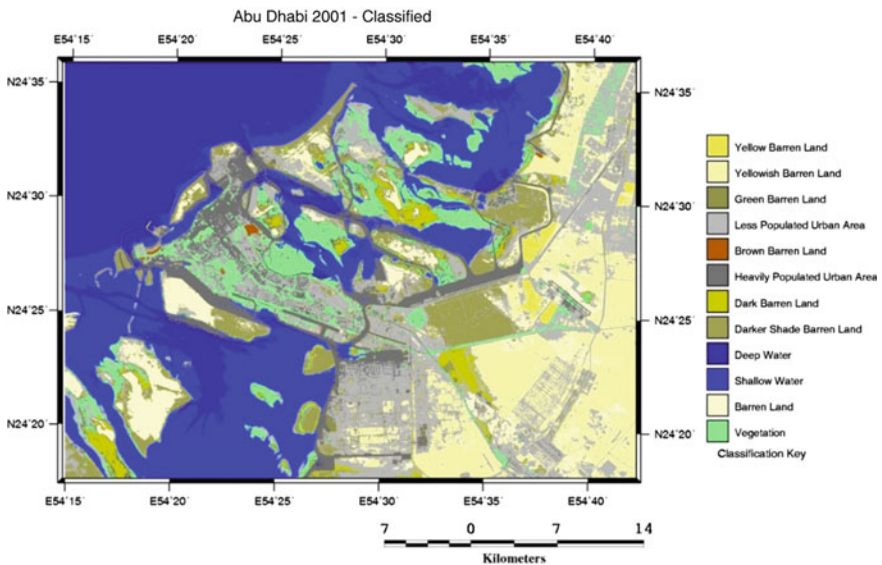 Abu Dhabi 2001 - Classified
E54°15' E54°20' E54°25' E54°30' E54°35' E54°40'
N24°35' N24°35'
N24°30' N24°30'
N24°25' N24°25'
N24°20' N24°20'
E54°15' E54°20' E54°25' E54°30' E54°35' E54°40'
Yellow Barren Land
Yellowish Barren Land
Green Barren Land
Less Populated Urban Area
Brown Barren Land
Heavily Populated Urban Area
Dark Barren Land
Darker Shade Barren Land
Deep Water
Shallow Water
Barren Land
Vegetation
Classification Key
7 0 7 14
Kilometers